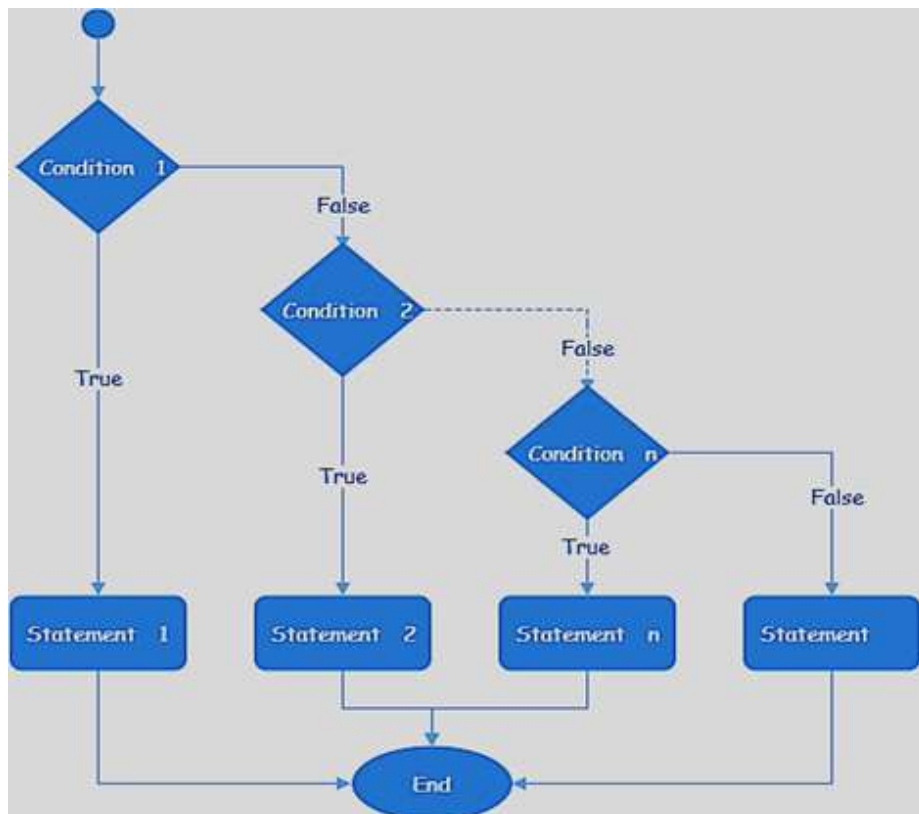 Condition 1
False
Condition 2
False
True
Condition n
True
False
True
Statement 1
Statement 2
Statement n
Statement
End